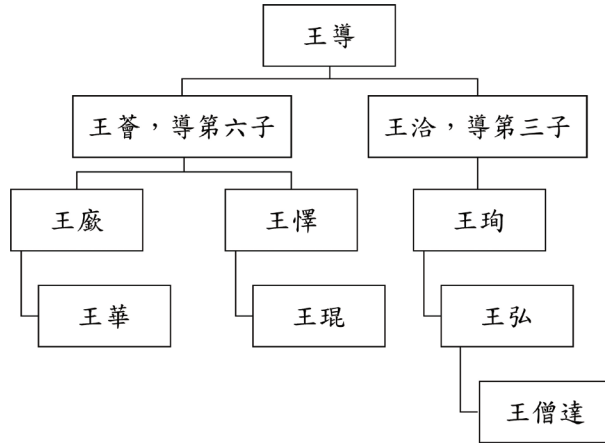 王導
王薈，導第六子
王洽，導第三子
王廞
王懌
王珣
王華
王琨
王弘
王僧達